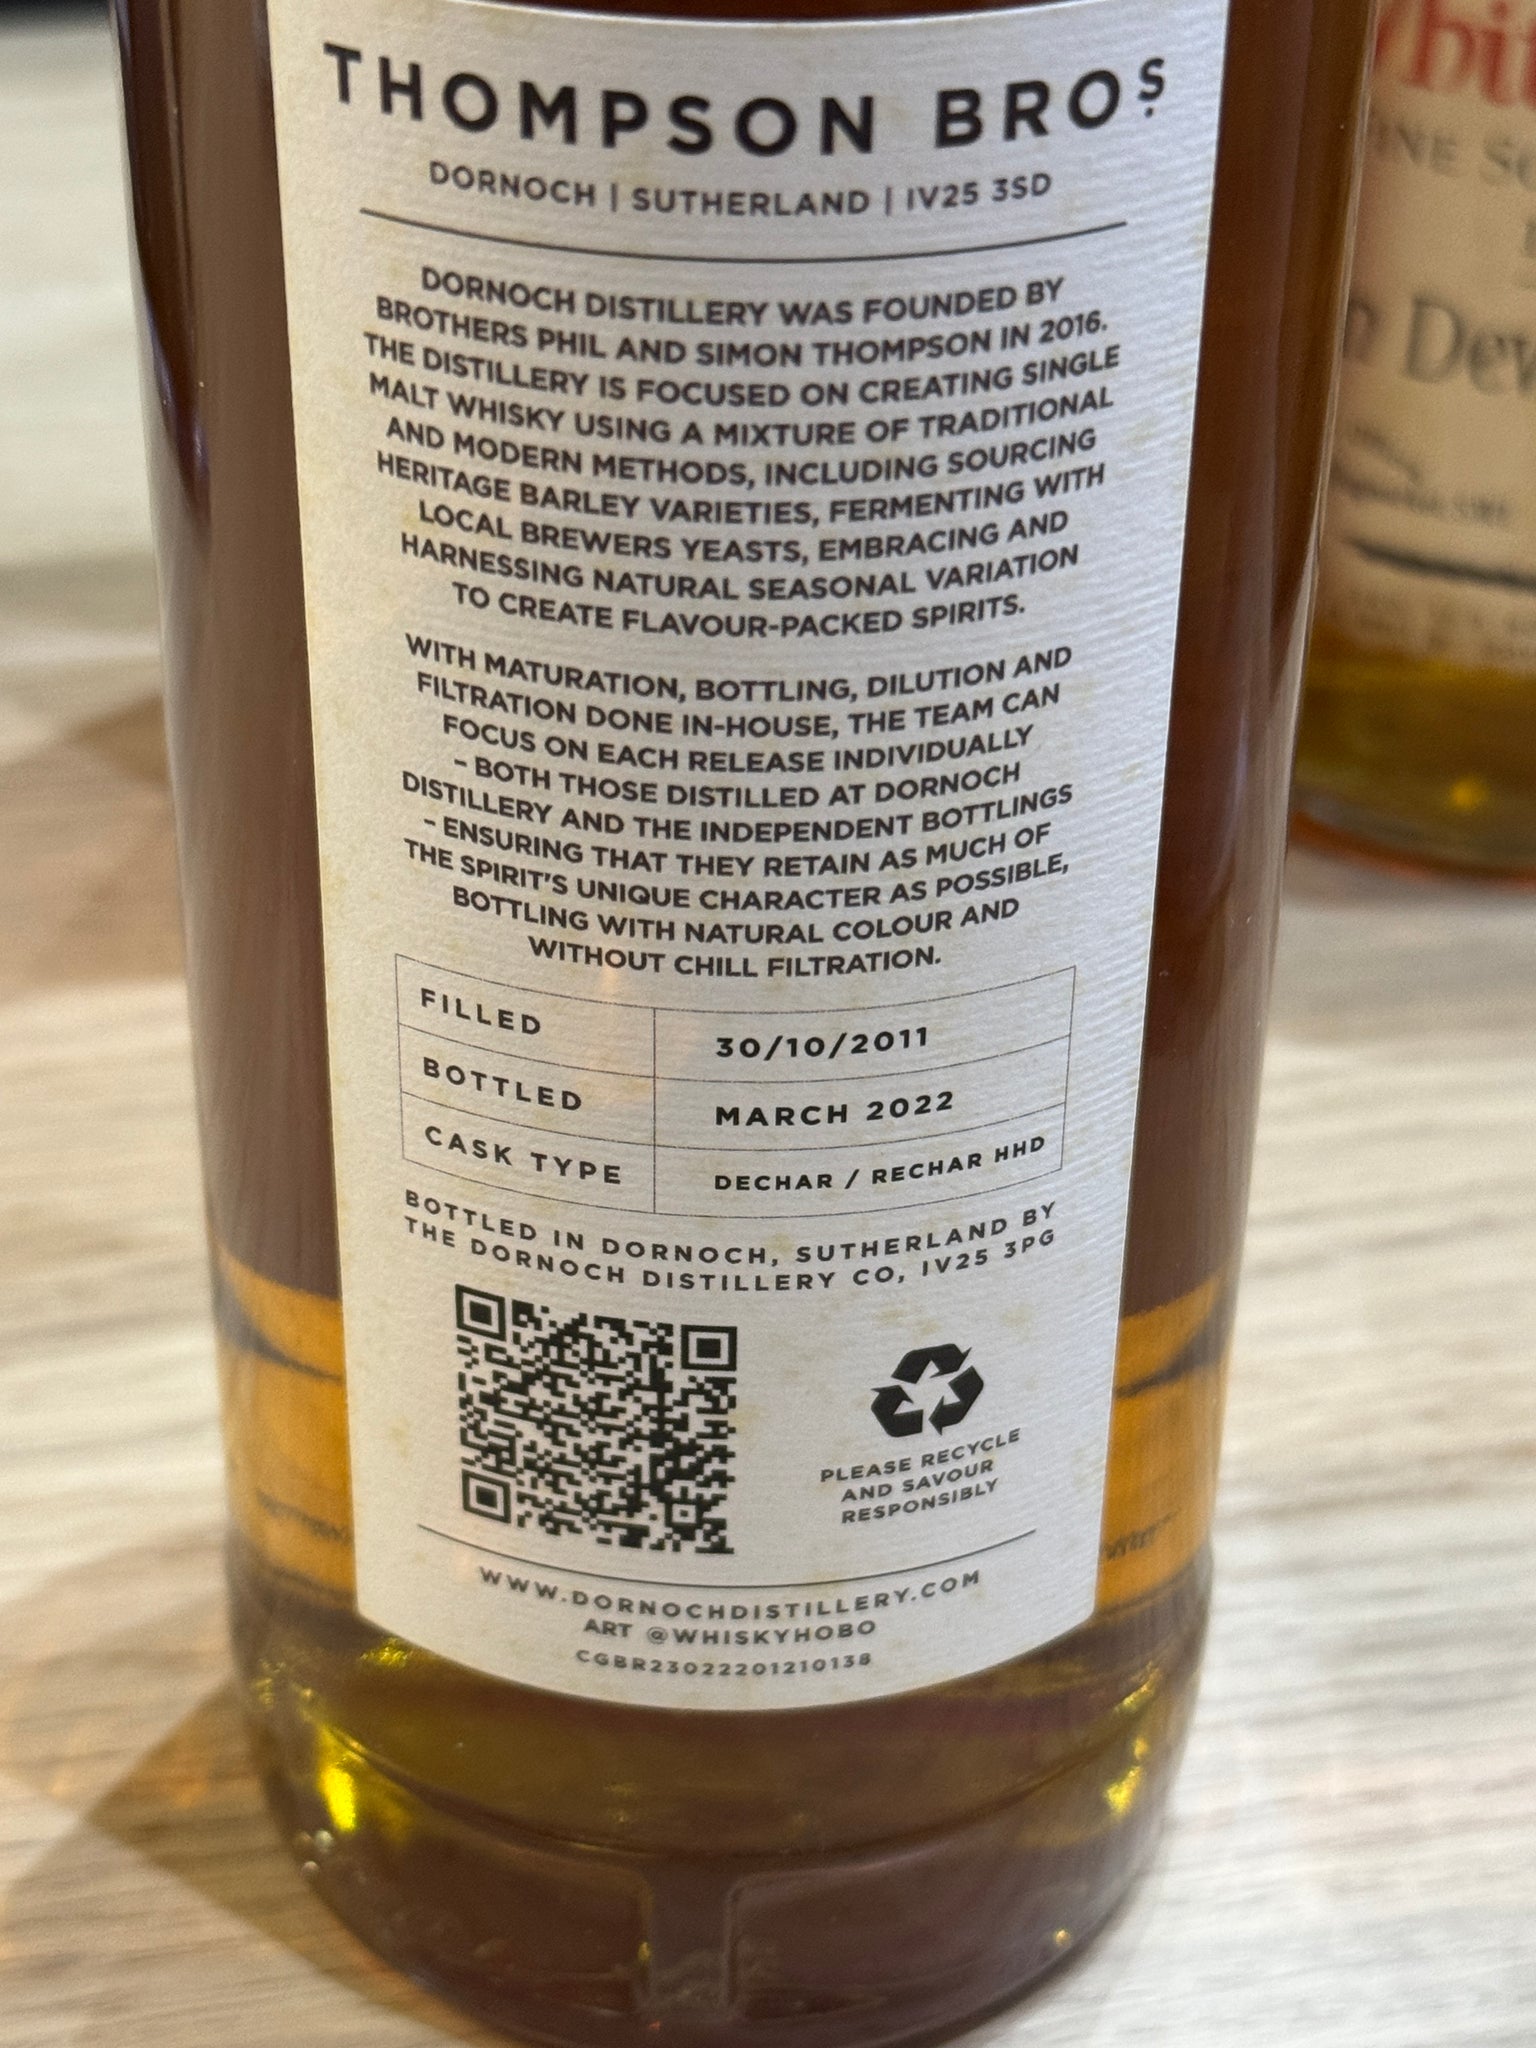 THOMPSON BROS
DORNOCH | SUTHERLAND | IV25 3SD
DORNOCH DISTILLERY WAS FOUNDED BY
BROTHERS PHIL AND SIMON THOMPSON IN 2016.
THE DISTILLERY IS FOCUSED ON CREATING SINGLE
MALT WHISKY USING A MIXTURE OF TRADITIONAL
AND MODERN METHODS, INCLUDING SOURCING
HERITAGE BARLEY VARIETIES, FERMENTING WITH
LOCAL BREWERS YEASTS, EMBRACING AND
HARNESSING NATURAL SEASONAL VARIATION
TO CREATE FLAVOUR-PACKED SPIRITS.
WITH MATURATION, BOTTLING, DILUTION AND
FILTRATION DONE IN-HOUSE, THE TEAM CAN
FOCUS ON EACH RELEASE INDIVIDUALLY
– BOTH THOSE DISTILLED AT DORNOCH
DISTILLERY AND THE INDEPENDENT BOTTLINGS
– ENSURING THAT THEY RETAIN AS MUCH OF
THE SPIRIT'S UNIQUE CHARACTER AS POSSIBLE,
BOTTLING WITH NATURAL COLOUR AND
WITHOUT CHILL FILTRATION.
FILLED 30/10/2011
BOTTLED MARCH 2022
CASK TYPE DECHAR / RECHAR HHD
BOTTLED IN DORNOCH, SUTHERLAND BY
THE DORNOCH DISTILLERY CO, IV25 3PG
PLEASE RECYCLE
AND SAVOUR
RESPONSIBLY
WWW.DORNOCHDISTILLERY.COM
ART @WHISKYHOBO
CGBR23022201210138